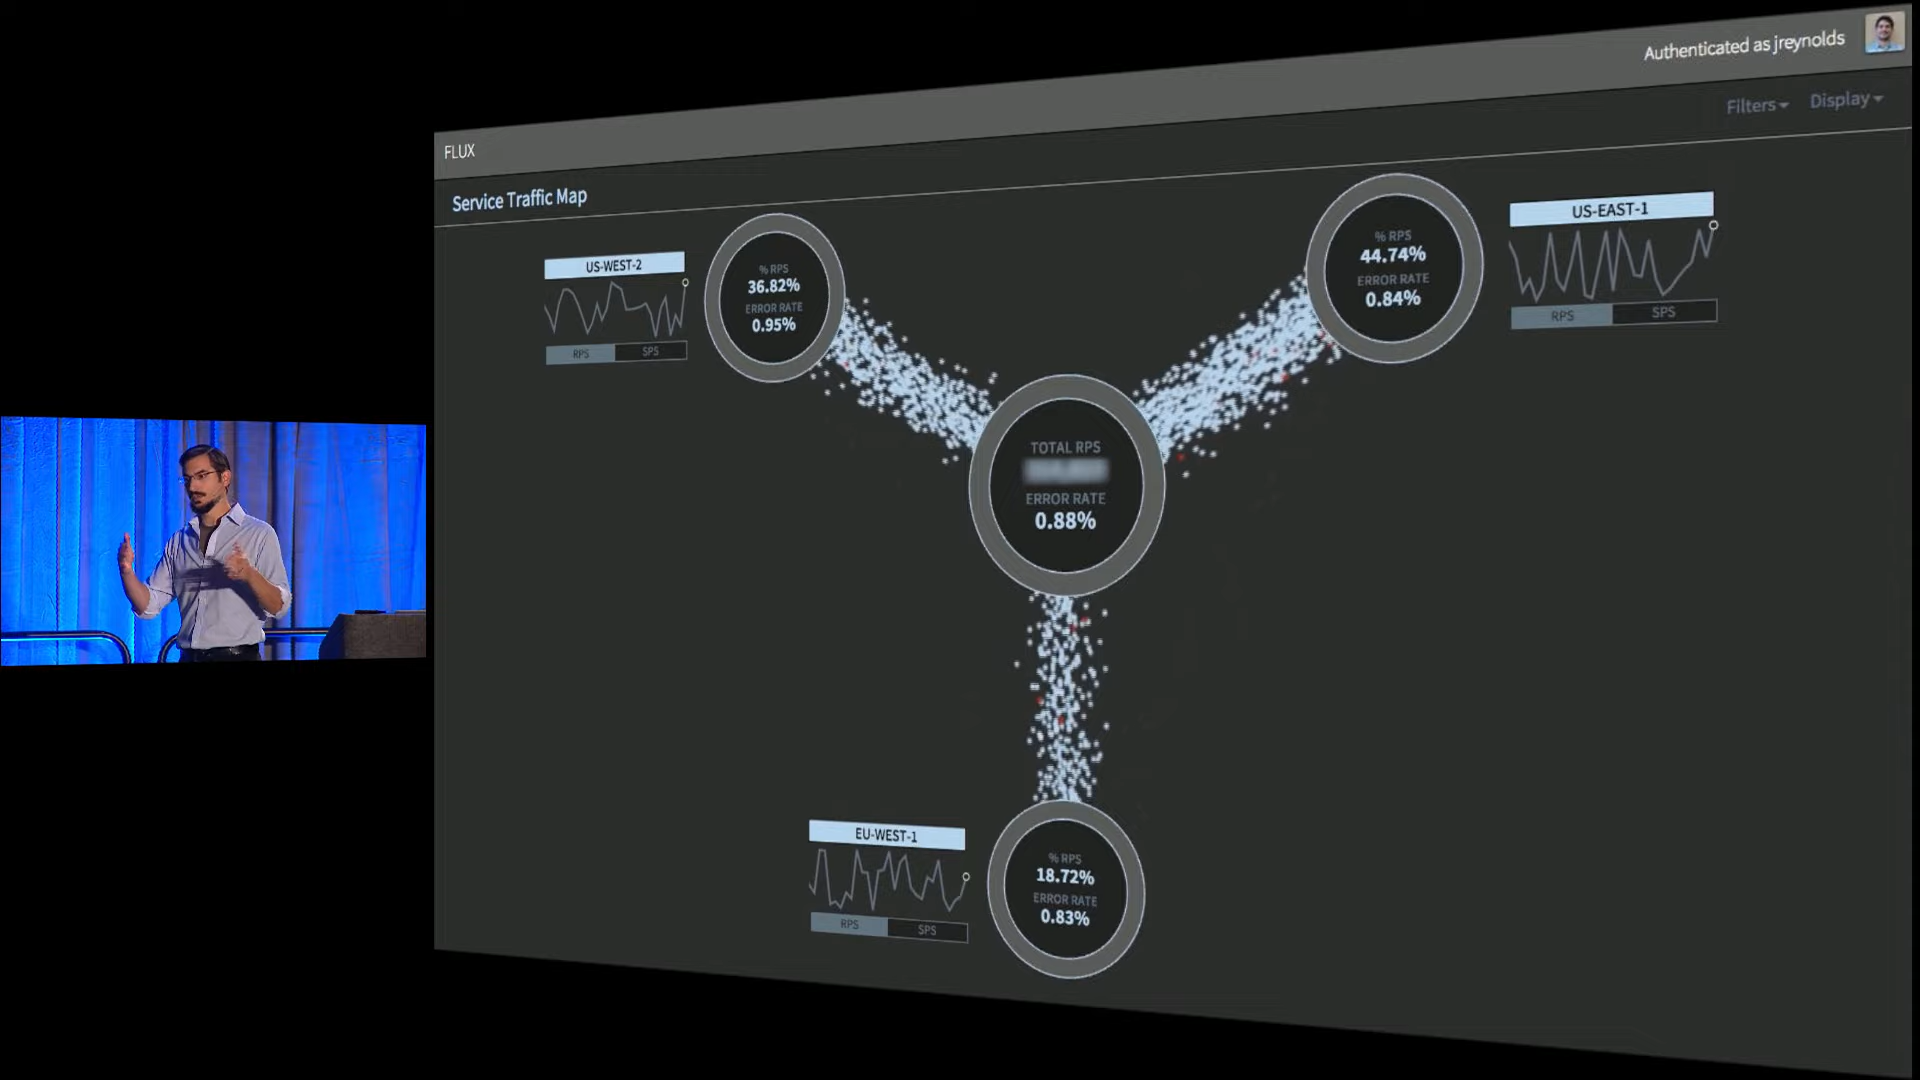 Authenticated as jreynolds
FLUX
Filters
Display
Service Traffic Map
US-WEST-2
RPS
SPS
% RPS
36.82%
ERROR RATE
0.95%
% RPS
44.74%
ERROR RATE
0.84%
US-EAST-1
RPS
SPS
TOTAL RPS
ERROR RATE
0.88%
EU-WEST-1
RPS
SPS
% RPS
18.72%
ERROR RATE
0.83%